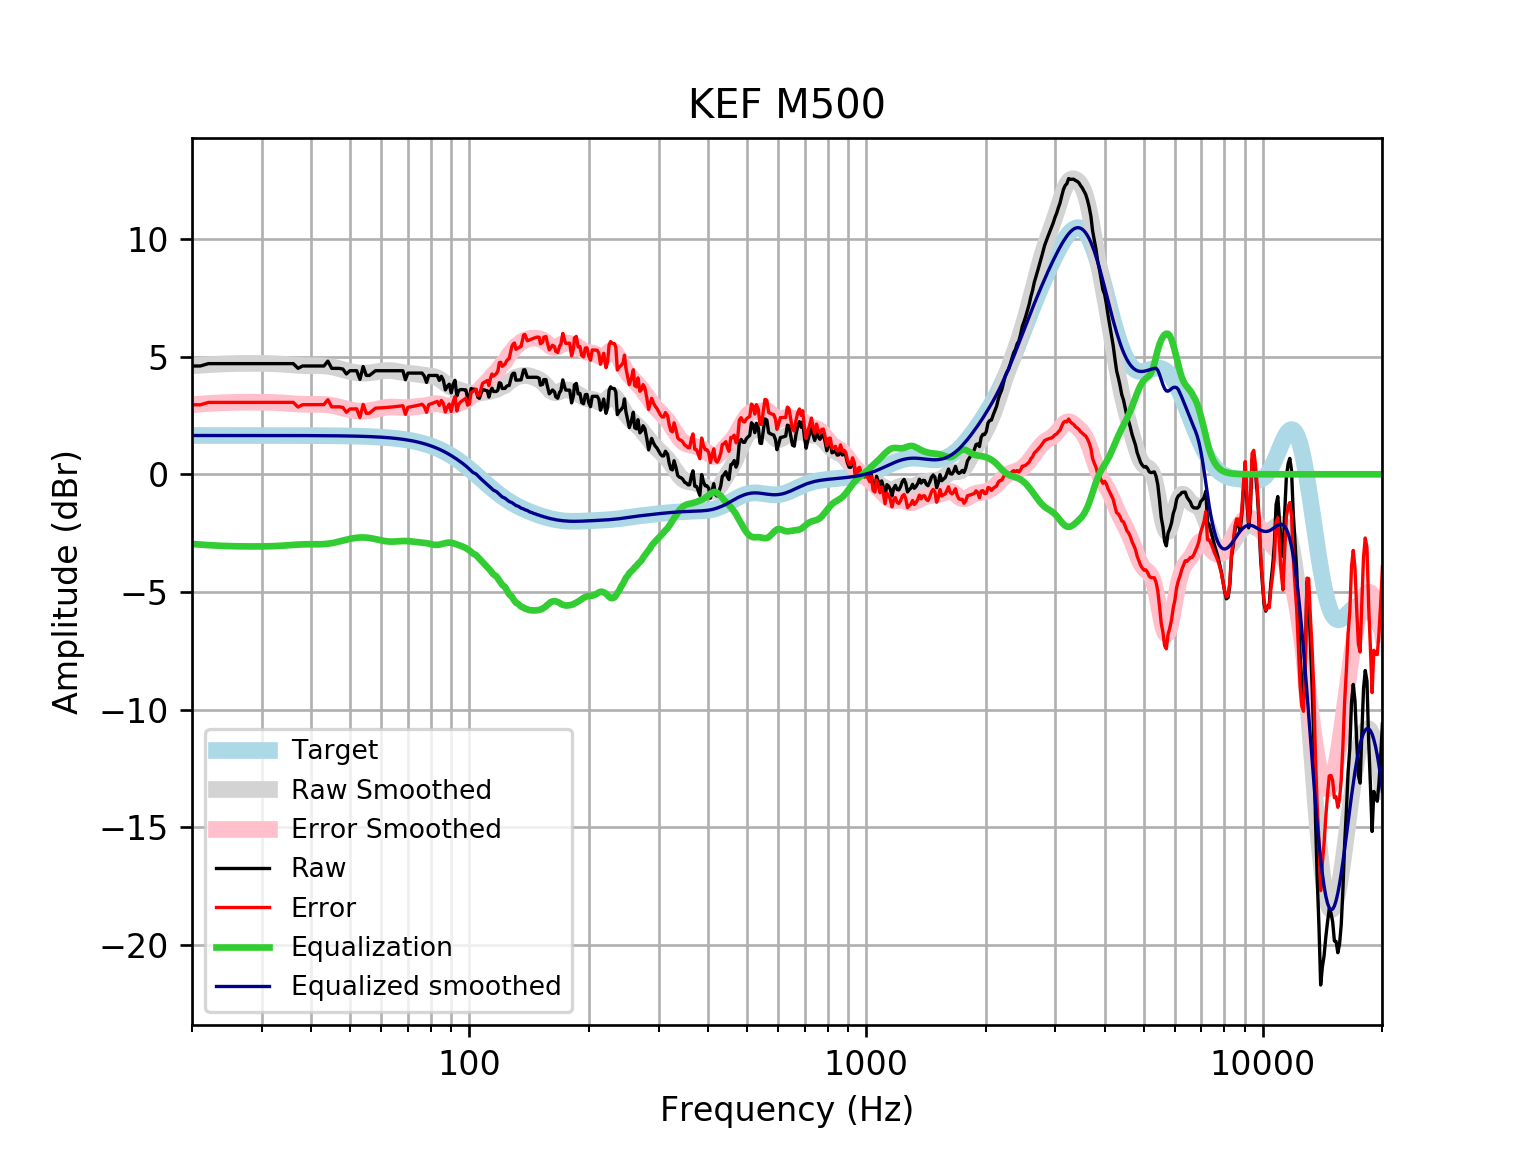 KEF M500
Amplitude (dBr)
10
5
0
−5
−10
−15
−20
Target
Raw Smoothed
Error Smoothed
Raw
Error
Equalization
Equalized smoothed
100
1000
10000
Frequency (Hz)